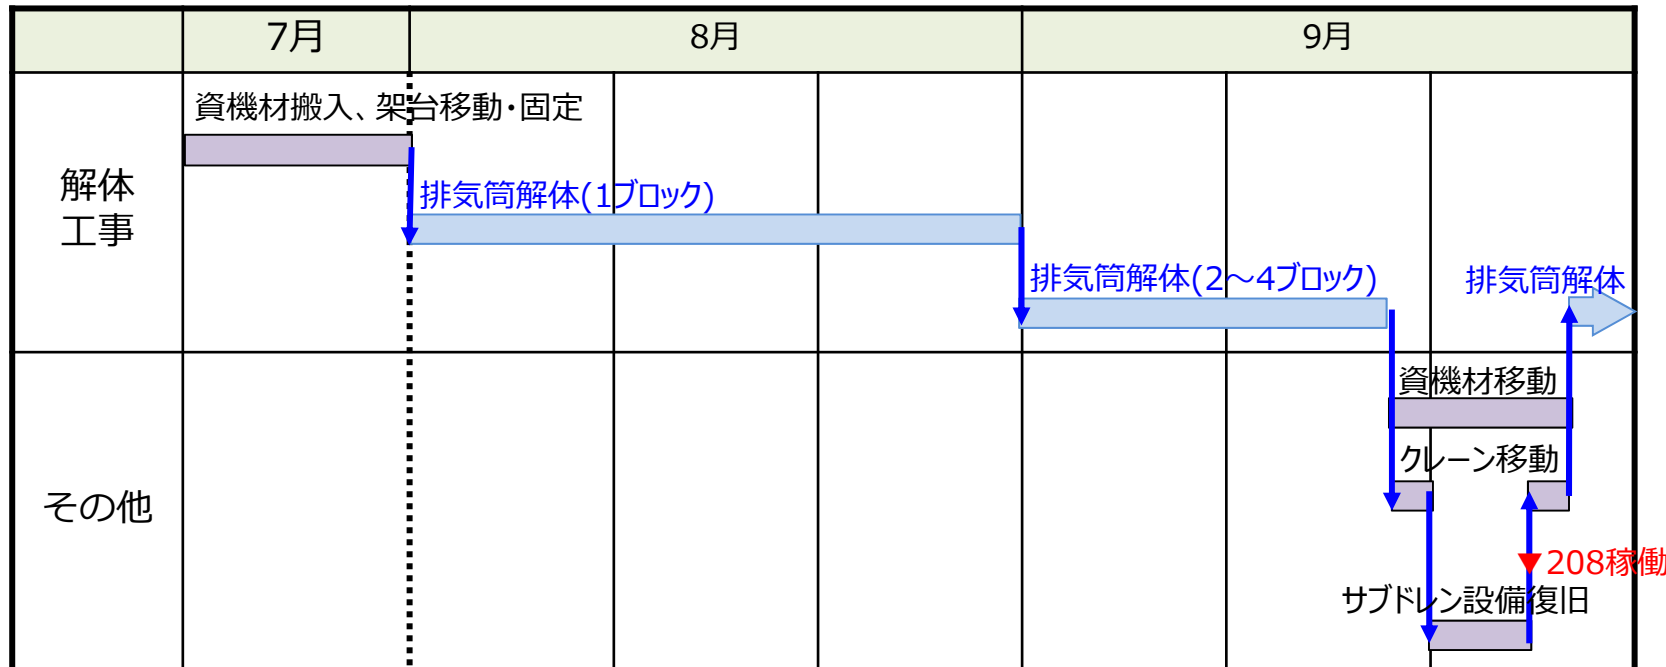 7月
8月
9月
解体
工事
資機材搬入、架台移動・固定
排気筒解体(1ブロック)
排気筒解体(2～4ブロック)
排気筒解体
その他
資機材移動
クレーン移動
208稼働
サブドレン設備復旧